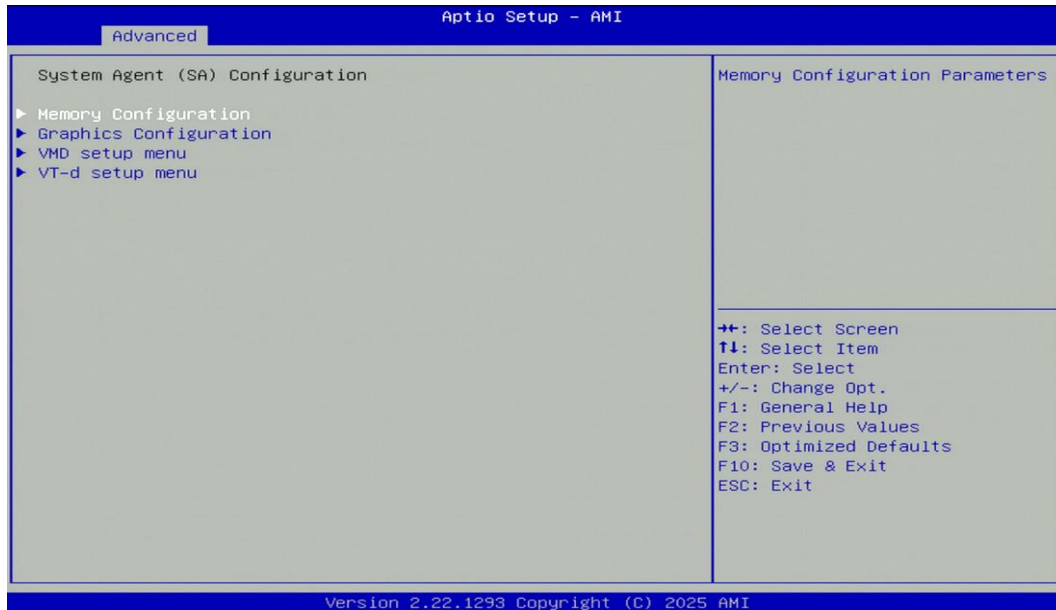 Aptio Setup - AMI
Advanced
System Agent (SA) Configuration
Memory Configuration
Graphics Configuration
VMD setup menu
VT-d setup menu
Memory Configuration Parameters
→←: Select Screen
↑↓: Select Item
Enter: Select
+/-: Change Opt.
F1: General Help
F2: Previous Values
F3: Optimized Defaults
F10: Save & Exit
ESC: Exit
Version 2.22.1293 Copyright (C) 2025 AMI